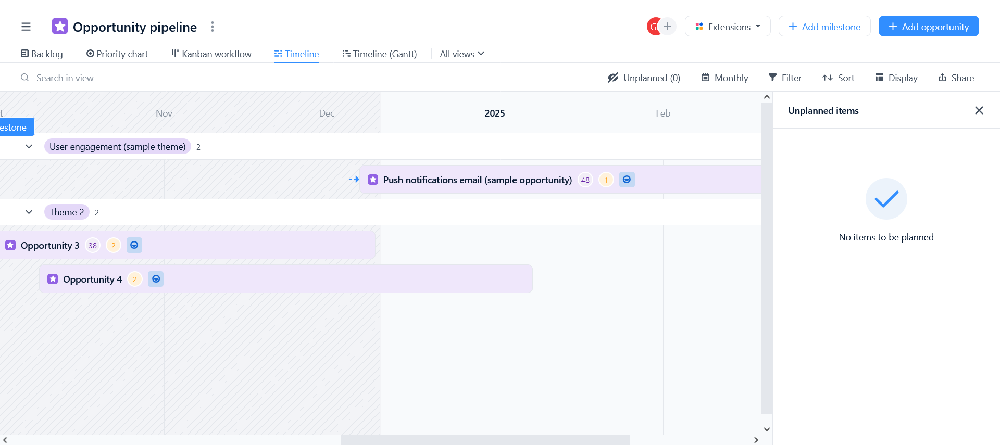 Opportunity pipeline
G
Extensions
Add milestone
Add opportunity
Backlog
Priority chart
Kanban workflow
Timeline
Timeline (Gantt)
All views
Search in view
Unplanned (0)
Monthly
Filter
Sort
Display
Share
t
Nov
Dec
2025
Feb
estone
User engagement (sample theme) 2
Push notifications email (sample opportunity) 48 1
Theme 2 2
Opportunity 3 38 2
Opportunity 4 2
Unplanned items
No items to be planned